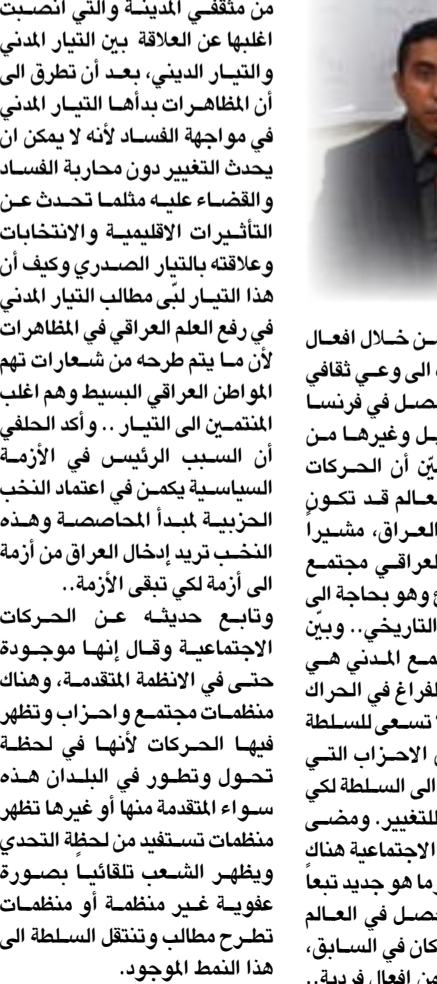 خلال افعال
الى وعي ثقافي
في فرنسا
وغيرها من
أن الحركات
قد تكون
العراق، مشيراً
مجتمع
وهو بحاجة الى
التاريخي.. وبيّن
المدني هي
في الحراك
تسعى للسلطة
الاحزاب التي
الى السلطة لكي
للتغيير. ومضى
الاجتماعية هناك
هو جديد تبعاً
في العالم
كان في السابق،
من افعال فردية..
من مثقفي المدينة والتي انصبت
اغلبها عن العلاقة بين التيار المدني
والتيار الديني، بعد أن تطرق الى
أن المظاهرات بدأها التيار المدني
في مواجهة الفساد لأنه لا يمكن ان
يحدث التغيير دون محاربة الفساد
والقضاء عليه مثلما تحدث عن
التأثيرات الاقليمية والانتخابات
وعلاقته بالتيار الصدري وكيف أن
هذا التيار لبّى مطالب التيار المدني
في رفع العلم العراقي في المظاهرات
لأن ما يتم طرحه من شعارات تهم
المواطن العراقي البسيط وهم اغلب
المنتمين الى التيار .. وأكد الحلفي
أن السبب الرئيس في الأزمة
السياسية يكمن في اعتماد النخب
الحزبية لمبدأ المحاصصة وهذه
النخب تريد إدخال العراق من أزمة
الى أزمة لكي تبقى الأزمة..
وتابع حديثه عن الحركات
الاجتماعية وقال إنها موجودة
حتى في الانظمة المتقدمة، وهناك
منظمات مجتمع واحزاب وتظهر
فيها الحركات لأنها في لحظة
تحول وتطور في البلدان هذه
سواء المتقدمة منها أو غيرها تظهر
منظمات تستفيد من لحظة التحدي
ويظهر الشعب تلقائياً بصورة
عفوية غير منظمة أو منظمات
تطرح مطالب وتنتقل السلطة الى
هذا النمط الموجود.